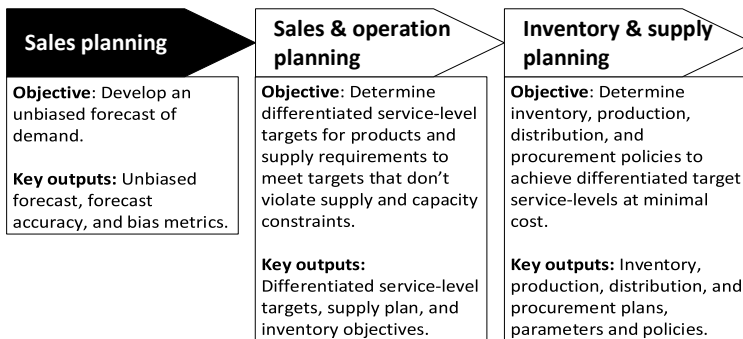 Sales planning
Objective: Develop an
unbiased forecast of
demand.
Key outputs: Unbiased
forecast, forecast
accuracy, and bias metrics.
Sales & operation
planning
Objective: Determine
differentiated service-level
targets for products and
supply requirements to
meet targets that don’t
violate supply and capacity
constraints.
Key outputs:
Differentiated service-level
targets, supply plan, and
inventory objectives.
Inventory & supply
planning
Objective: Determine
inventory, production,
distribution, and
procurement policies to
achieve differentiated target
service-levels at minimal
cost.
Key outputs: Inventory,
production, distribution, and
procurement plans,
parameters and policies.